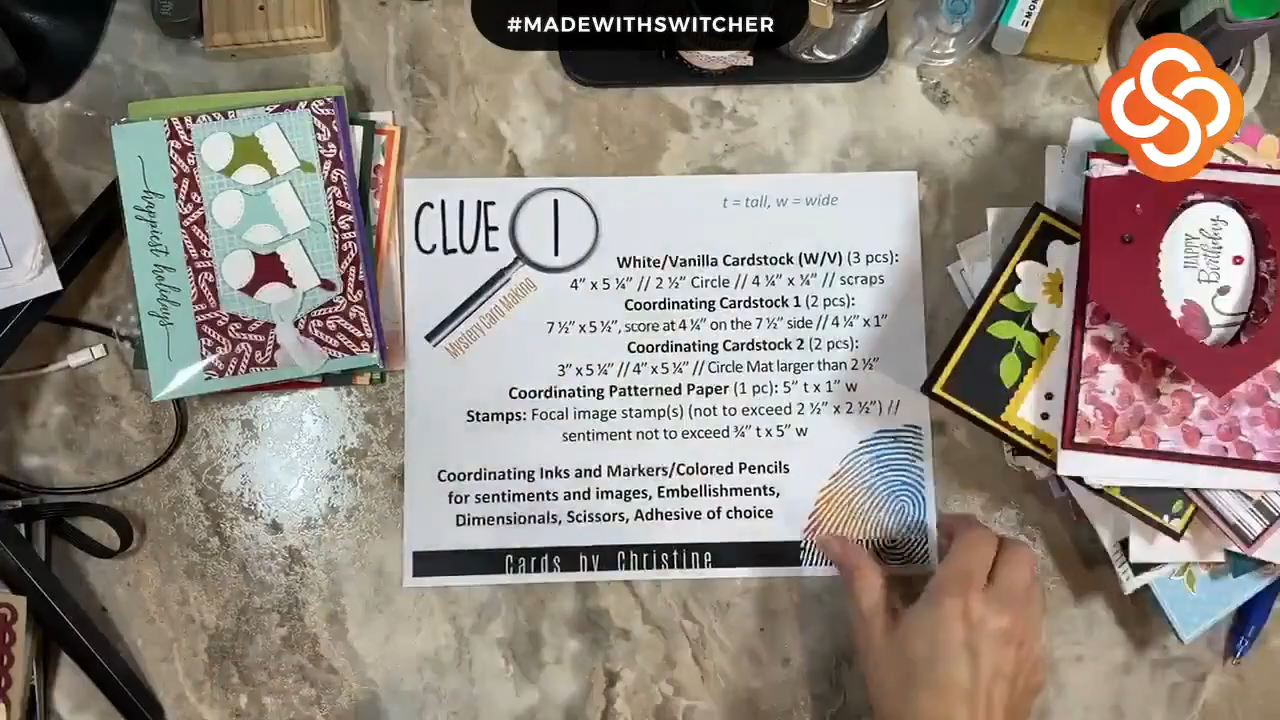 #MADEWITHSWITCHER
happiest holidays
CLUE 1
Mystery Card Making
t = tall, w = wide
White/Vanilla Cardstock (W/V) (3 pcs):
4” x 5 ¼” // 2 ½” Circle // 4 ¼” x ¾” // scraps
Coordinating Cardstock 1 (2 pcs):
7 ½” x 5 ½”, score at 4 ¼” on the 7 ½” side // 4 ¼” x 1”
Coordinating Cardstock 2 (2 pcs):
3” x 5 ¼” // 4” x 5 ¼” // Circle Mat larger than 2 ½”
Coordinating Patterned Paper (1 pc): 5” t x 1” w
Stamps: Focal image stamp(s) (not to exceed 2 ½” x 2 ½”) //
sentiment not to exceed ¾” t x 5” w
Coordinating Inks and Markers/Colored Pencils
for sentiments and images, Embellishments,
Dimensionals, Scissors, Adhesive of choice
Cards by Christine
HAPPY
Birthday